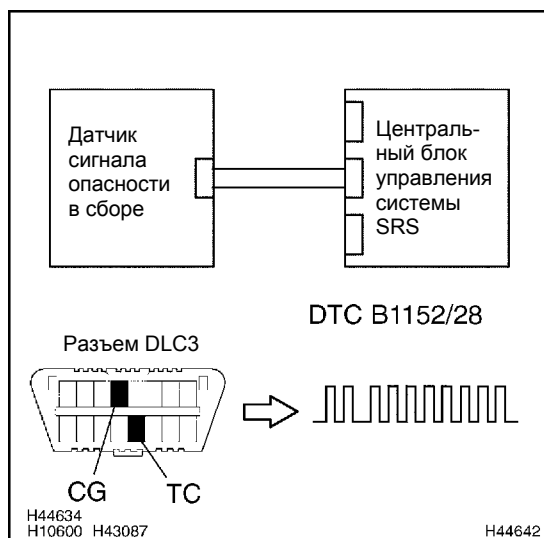 Датчик
сигнала
опасности
в сборе
Централь-
ный блок
управления
системы
SRS
DTC B1152/28
Разъем DLC3
CG
TC
H44634
H10600 H43087
H44642